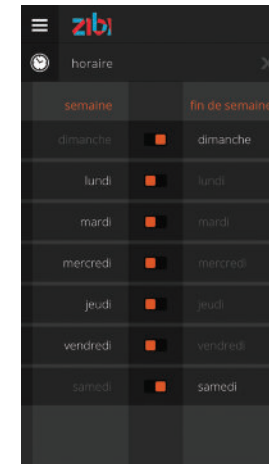 zibi
horaire
semaine fin de semaine
dimanche dimanche
lundi lundi
mardi mardi
mercredi mercredi
jeudi jeudi
vendredi vendredi
samedi samedi